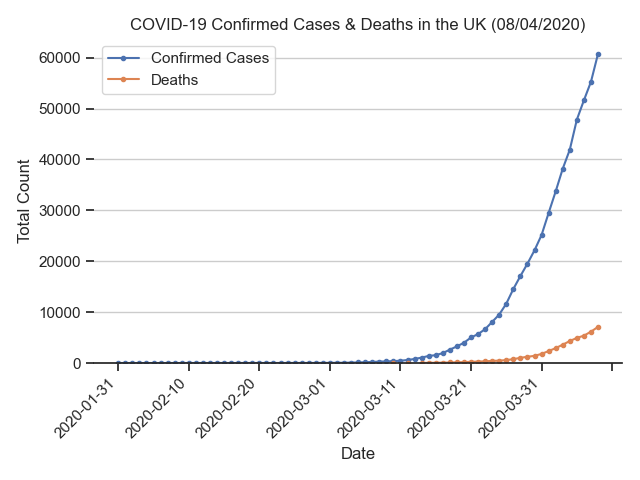 COVID-19 Confirmed Cases & Deaths in the UK (08/04/2020)
Confirmed Cases
Deaths
60000
50000
40000
30000
20000
10000
0
Total Count
2020-01-31
2020-02-10
2020-02-20
2020-03-01
2020-03-11
2020-03-21
2020-03-31
Date